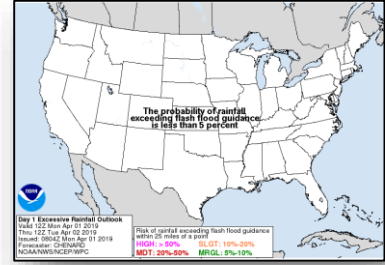 The probability of rainfall
exceeding flash flood guidance
is less than 5 percent
Day 1 Excessive Rainfall Outlook
Valid 12Z Mon Apr 01 2019
Thru 12Z Tue Apr 02 2019
Issued: 0804Z Mon Apr 01 2019
Forecaster: CHENARD
NOAA/NWS/NCEP/WPC
Risk of rainfall exceeding flash flood guidance
within 25 miles of a point
HIGH: > 50% SLGT: 10%-20%
MDT: 20%-50% MRGL: 5%-10%